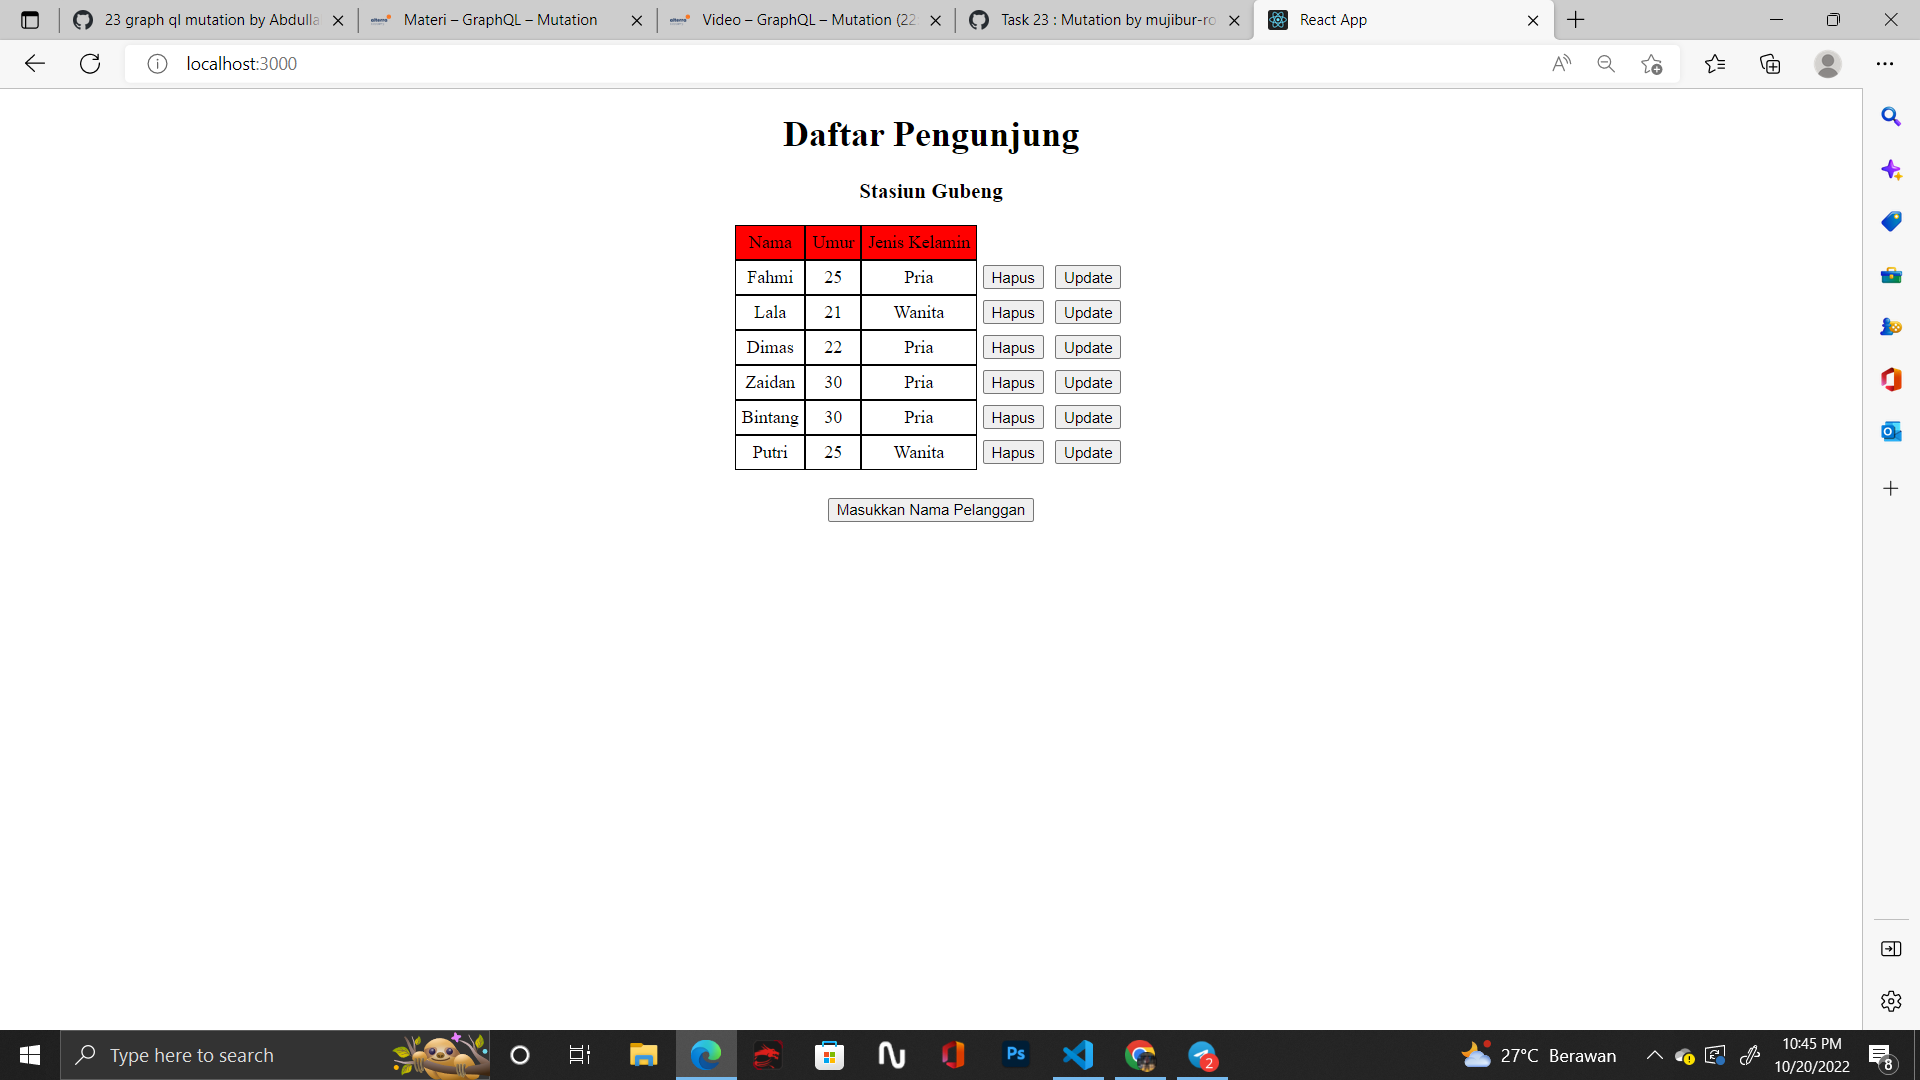 23 graph ql mutation by Abdulla
Materi – GraphQL – Mutation
Video – GraphQL – Mutation (22
Task 23 : Mutation by mujibur-ro
React App
localhost:3000
Daftar Pengunjung
Stasiun Gubeng
Nama Umur Jenis Kelamin
Fahmi 25 Pria Hapus Update
Lala 21 Wanita Hapus Update
Dimas 22 Pria Hapus Update
Zaidan 30 Pria Hapus Update
Bintang 30 Pria Hapus Update
Putri 25 Wanita Hapus Update
Masukkan Nama Pelanggan
Type here to search
Ps
2
27°C Berawan
10:45 PM
10/20/2022
8